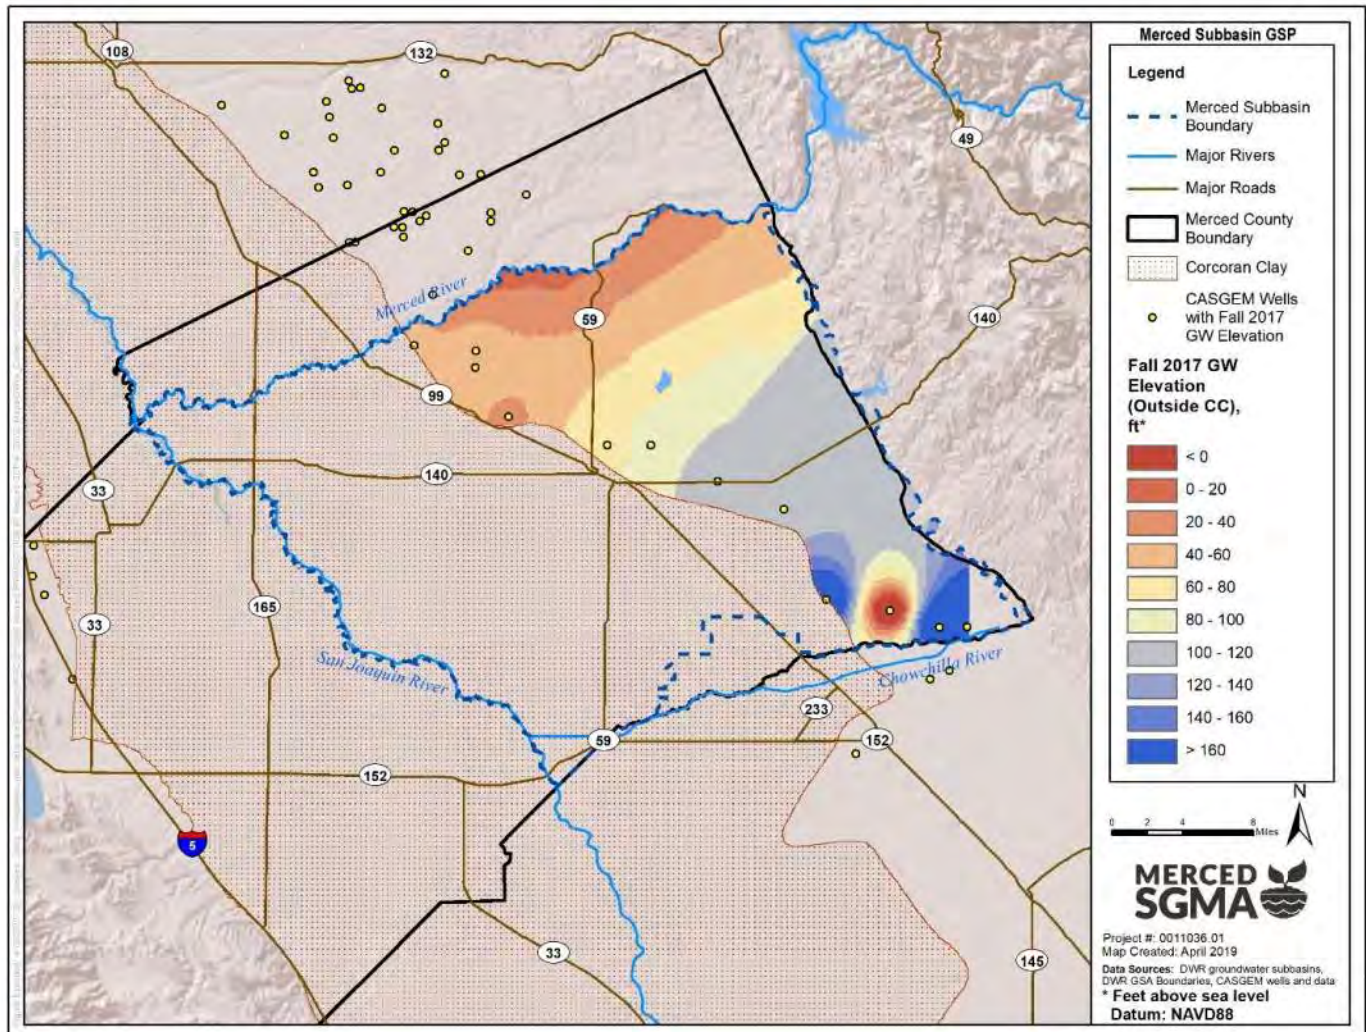 Merced Subbasin GSP
Legend
Merced Subbasin
Boundary
Major Rivers
Major Roads
Merced County
Boundary
Corcoran Clay
CASGEM Wells
with Fall 2017
GW Elevation
Fall 2017 GW
Elevation
(Outside CC),
ft*
< 0
0 - 20
20 - 40
40 -60
60 - 80
80 - 100
100 - 120
120 - 140
140 - 160
> 160
N
0 2 4 8 Miles
MERCED
SGMA
Project #: 0011036.01
Map Created: April 2019
Data Sources: DWR groundwater subbasins,
DWR GSA Boundaries, CASGEM wells and data
* Feet above sea level
Datum: NAVD88
108
132
49
Merced River
59
140
99
140
33
165
33
San Joaquin River
Chowchilla River
233
59
152
152
5
33
145